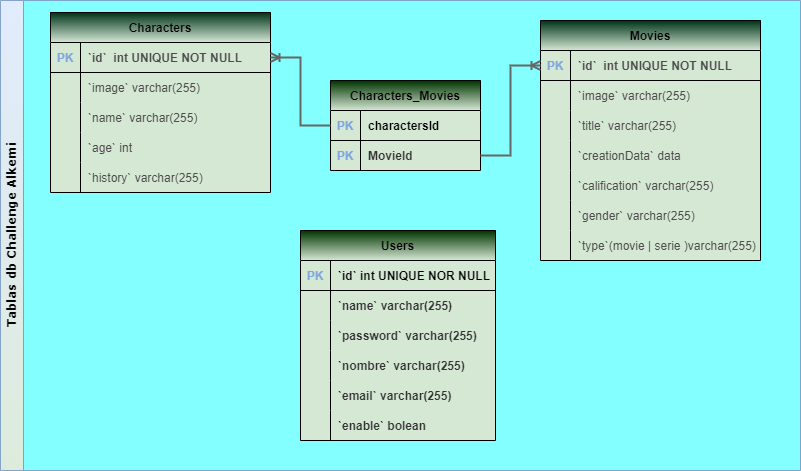 Tablas db Challenge Alkemi
Characters
PK `id` int UNIQUE NOT NULL
`image` varchar(255)
`name` varchar(255)
`age` int
`history` varchar(255)
Characters_Movies
PK charactersId
PK MovieId
Movies
PK `id` int UNIQUE NOT NULL
`image` varchar(255)
`title` varchar(255)
`creationData` data
`calification` varchar(255)
`gender` varchar(255)
`type`(movie | serie )varchar(255)
Users
PK `id` int UNIQUE NOR NULL
`name` varchar(255)
`password` varchar(255)
`nombre` varchar(255)
`email` varchar(255)
`enable` bolean